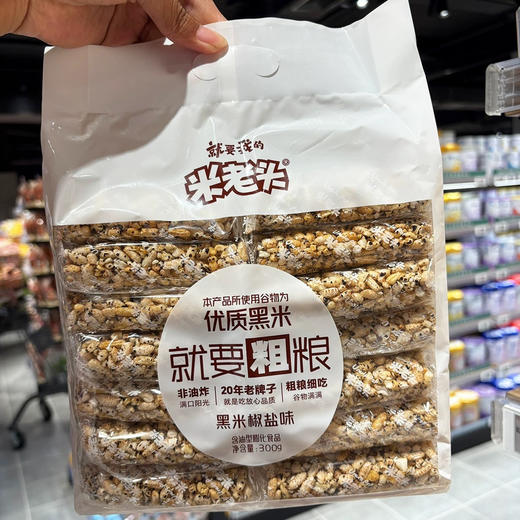 就要我的
米老头®
本产品所使用谷物为
优质黑米
就要粗粮
非油炸 20年老牌子 粗粮细吃
满口阳光 就是吃放心品质 谷物满满
黑米椒盐味
含油型膨化食品
净含量:300g